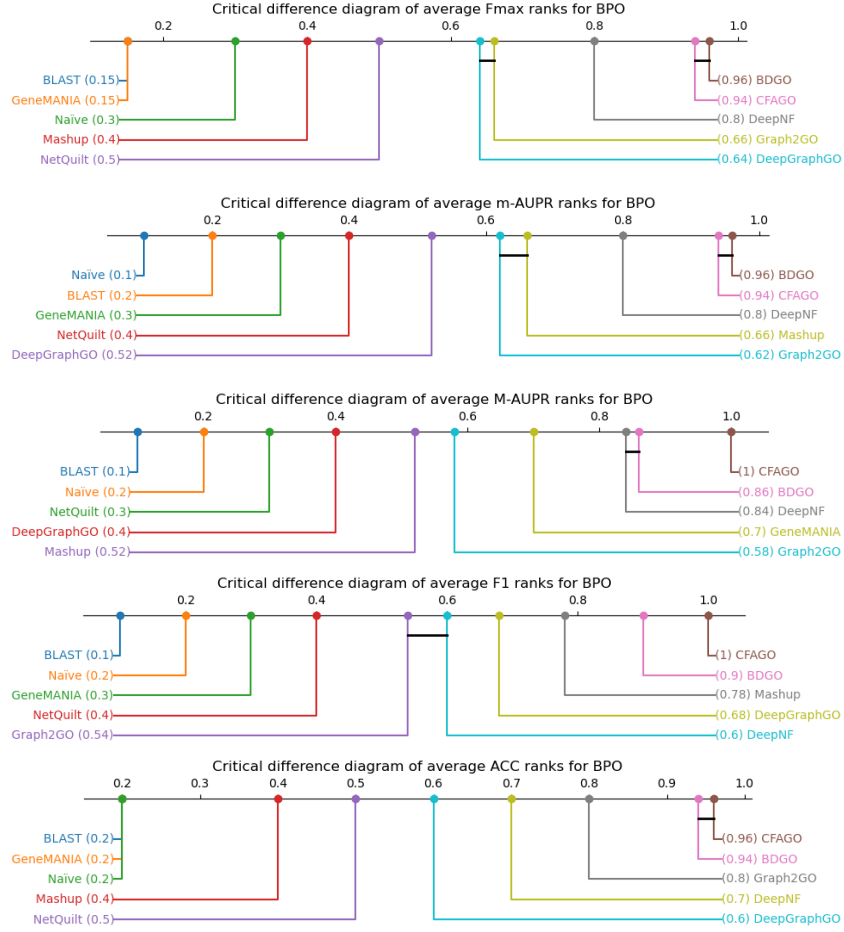 Critical difference diagram of average Fmax ranks for BPO
0.2 0.4 0.6 0.8 1.0
BLAST (0.15) (0.96) BDGO
GeneMANIA (0.15) (0.94) CFAGO
Naïve (0.3) (0.8) DeepNF
Mashup (0.4) (0.66) Graph2GO
NetQuilt (0.5) (0.64) DeepGraphGO
Critical difference diagram of average m-AUPR ranks for BPO
0.2 0.4 0.6 0.8 1.0
Naïve (0.1) (0.96) BDGO
BLAST (0.2) (0.94) CFAGO
GeneMANIA (0.3) (0.8) DeepNF
NetQuilt (0.4) (0.66) Mashup
DeepGraphGO (0.52) (0.62) Graph2GO
Critical difference diagram of average M-AUPR ranks for BPO
0.2 0.4 0.6 0.8 1.0
BLAST (0.1) (1) CFAGO
Naïve (0.2) (0.86) BDGO
NetQuilt (0.3) (0.84) DeepNF
DeepGraphGO (0.4) (0.7) GeneMANIA
Mashup (0.52) (0.58) Graph2GO
Critical difference diagram of average F1 ranks for BPO
0.2 0.4 0.6 0.8 1.0
BLAST (0.1) (1) CFAGO
Naïve (0.2) (0.9) BDGO
GeneMANIA (0.3) (0.78) Mashup
NetQuilt (0.4) (0.68) DeepGraphGO
Graph2GO (0.54) (0.6) DeepNF
Critical difference diagram of average ACC ranks for BPO
0.2 0.3 0.4 0.5 0.6 0.7 0.8 0.9 1.0
BLAST (0.2) (0.96) CFAGO
GeneMANIA (0.2) (0.94) BDGO
Naïve (0.2) (0.8) Graph2GO
Mashup (0.4) (0.7) DeepNF
NetQuilt (0.5) (0.6) DeepGraphGO